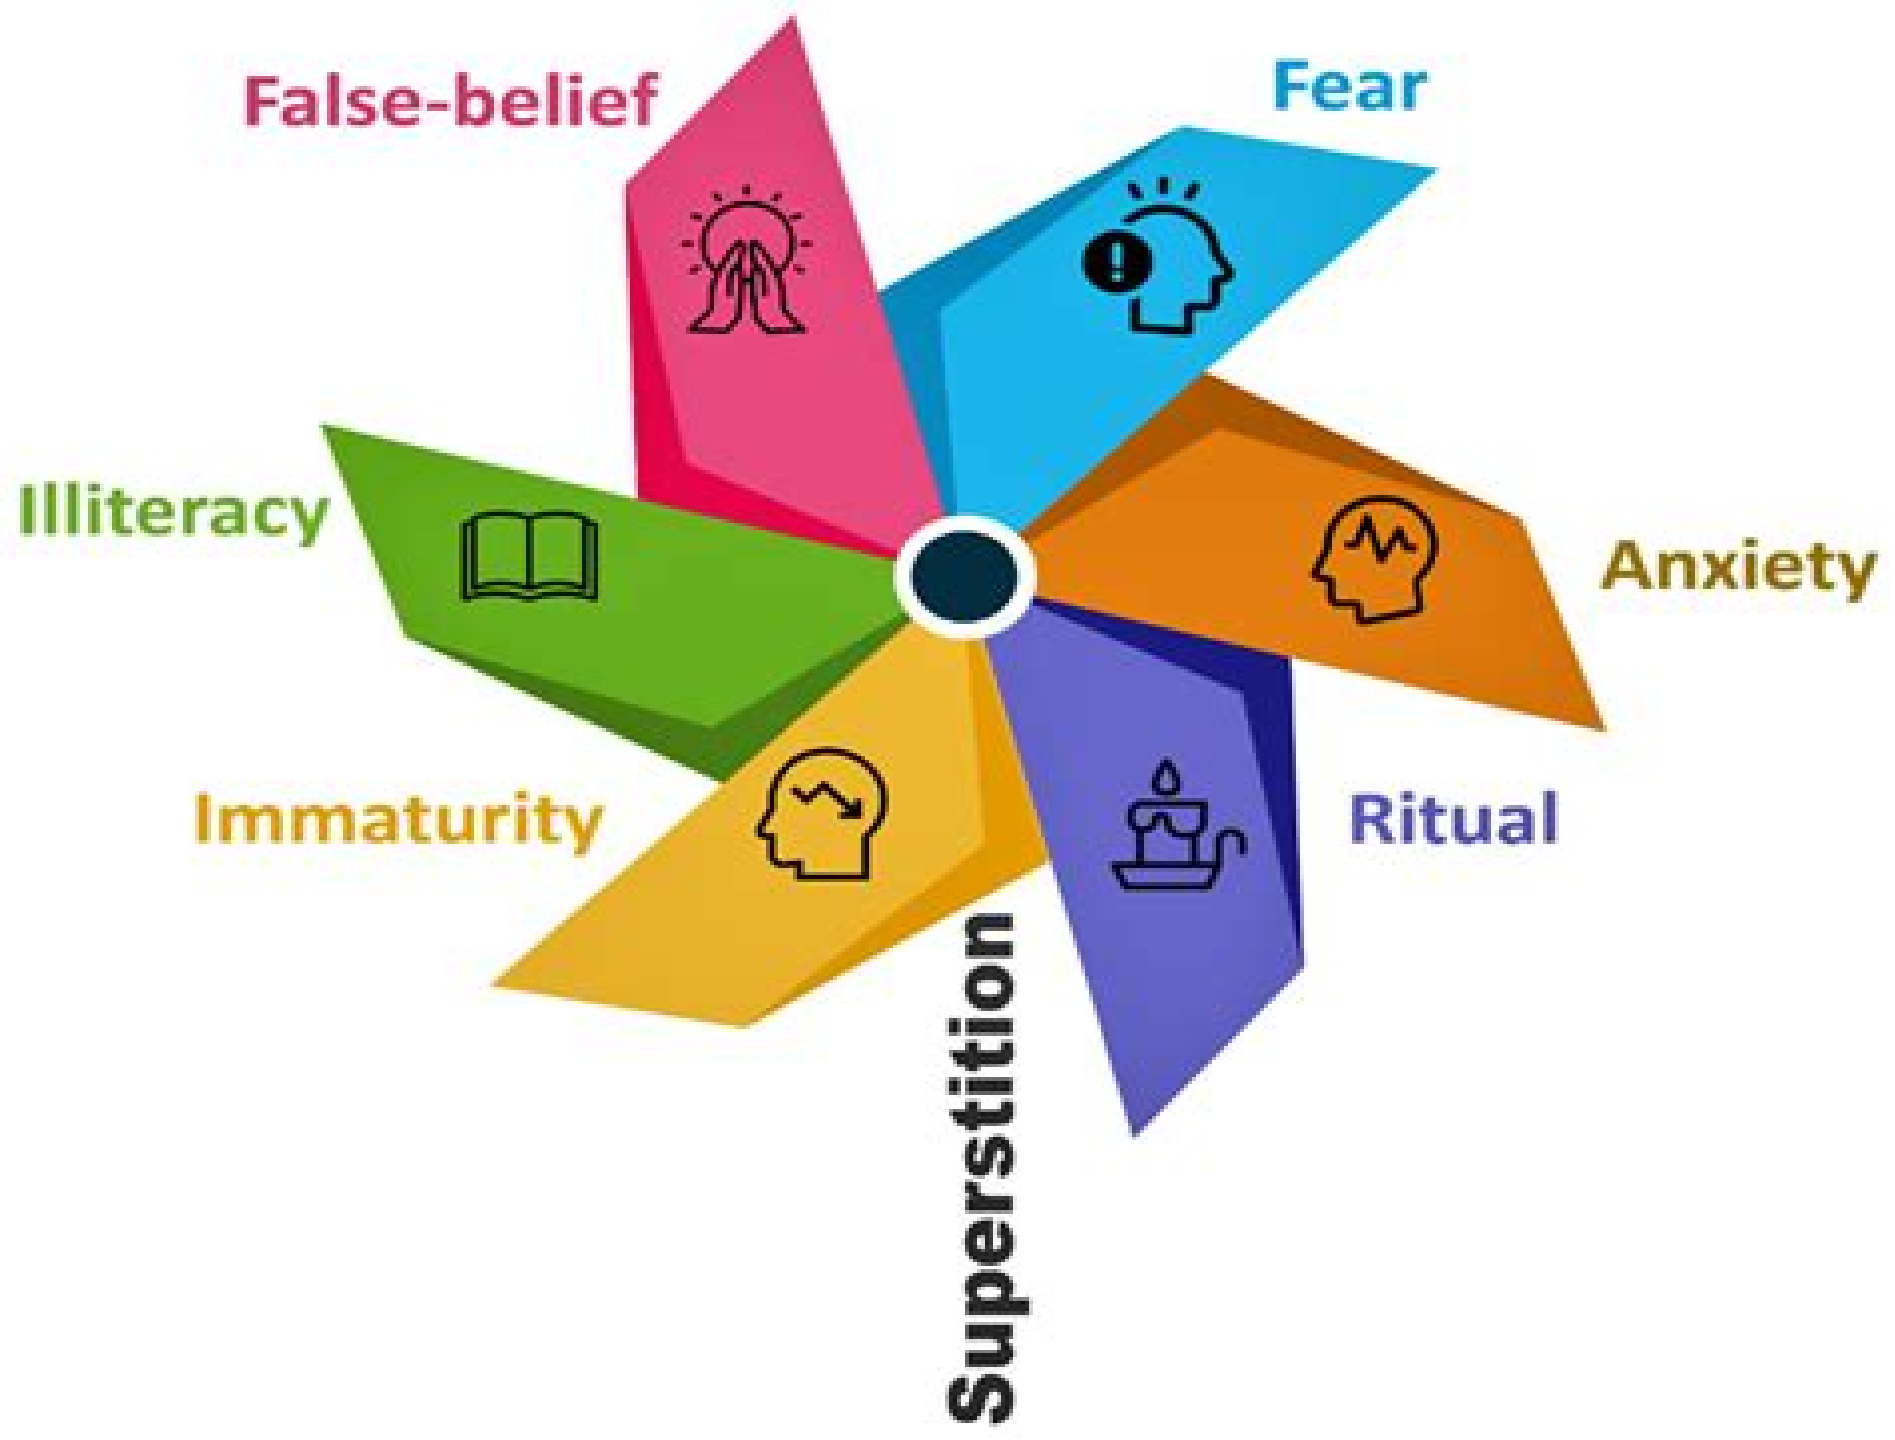 False-belief
Fear
Illiteracy
Anxiety
Immaturity
Ritual
Superstition